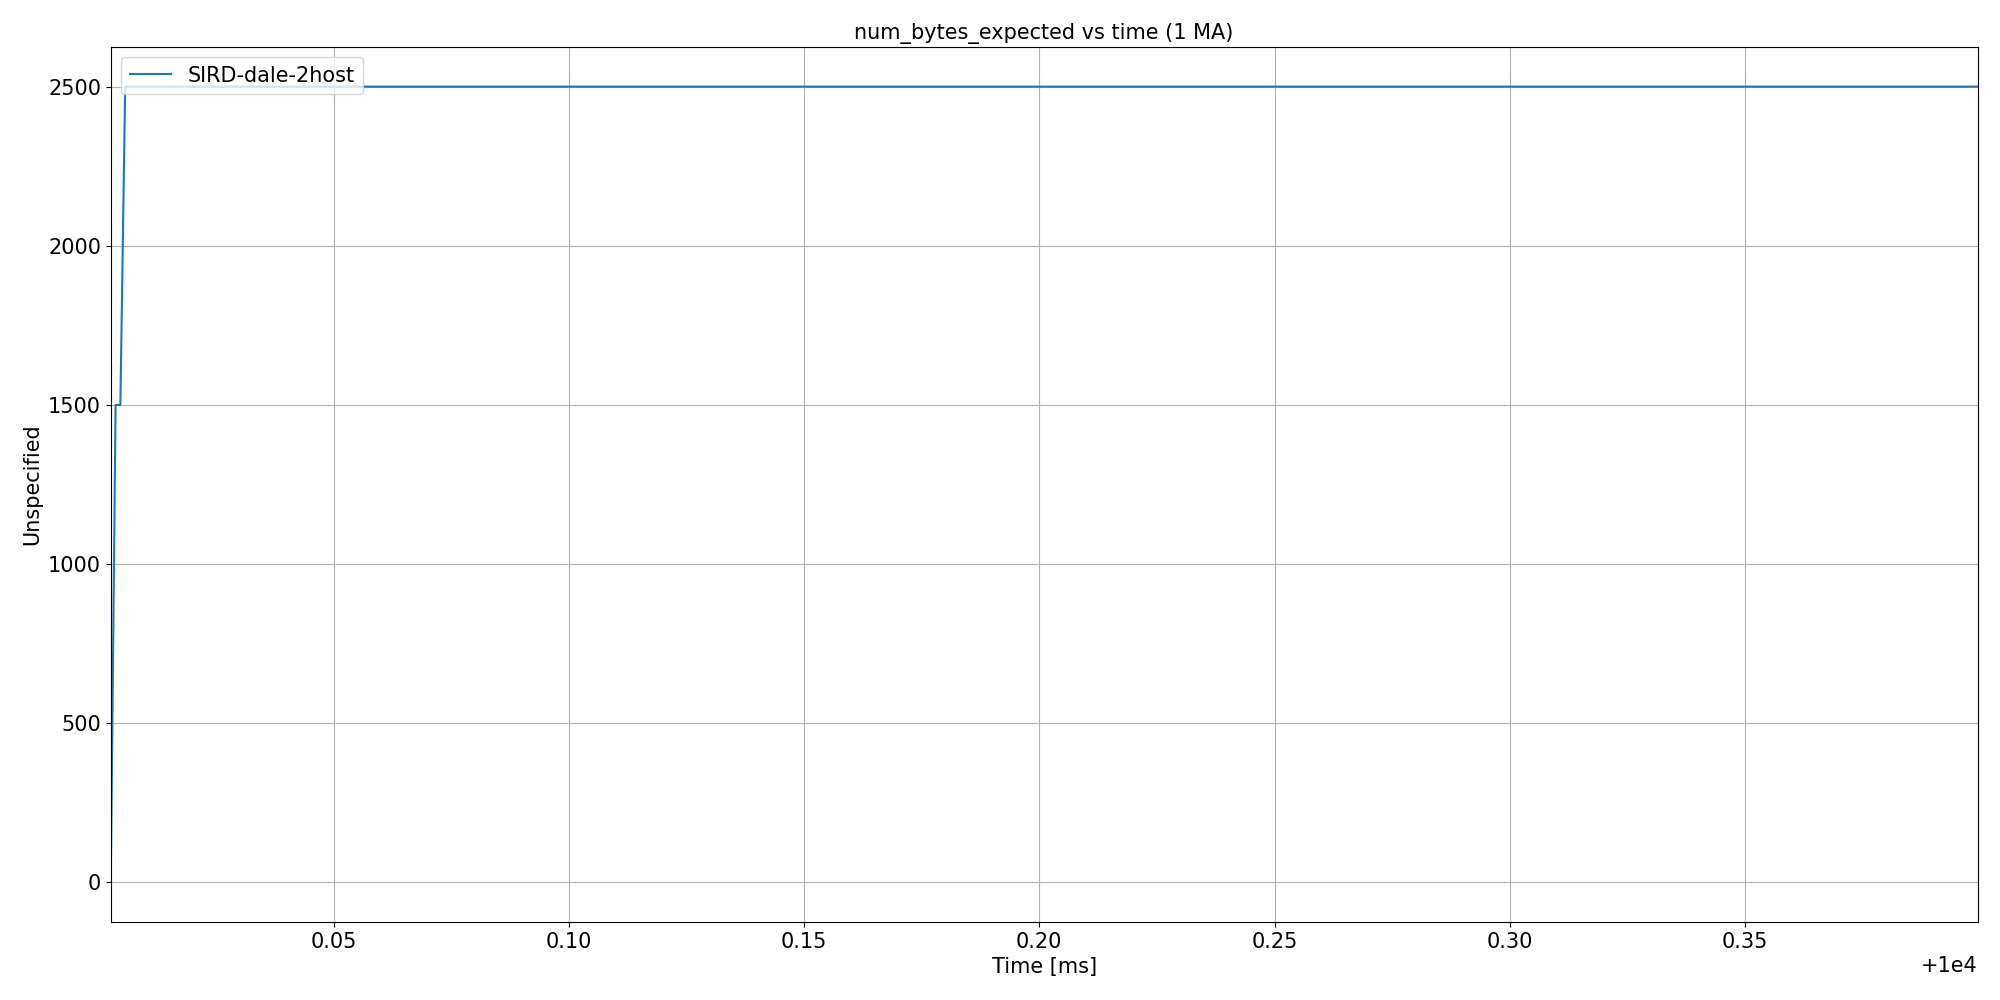 num_bytes_expected vs time (1 MA)
SIRD-dale-2host
2500
2000
1500
1000
500
0
Unspecified
0.05 0.10 0.15 0.20 0.25 0.30 0.35
Time [ms]
+1e4